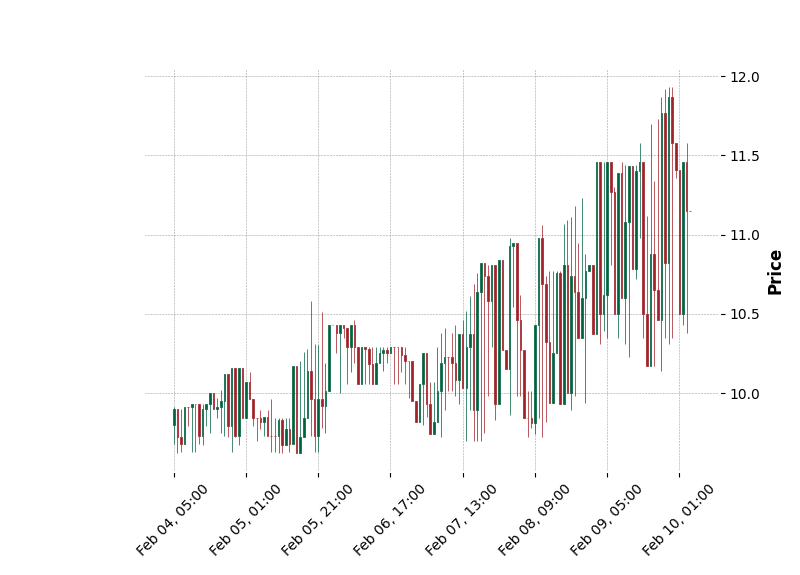 12.0
11.5
11.0
10.5
10.0
Price
Feb 04, 05:00
Feb 05, 01:00
Feb 05, 21:00
Feb 06, 17:00
Feb 07, 13:00
Feb 08, 09:00
Feb 09, 05:00
Feb 10, 01:00